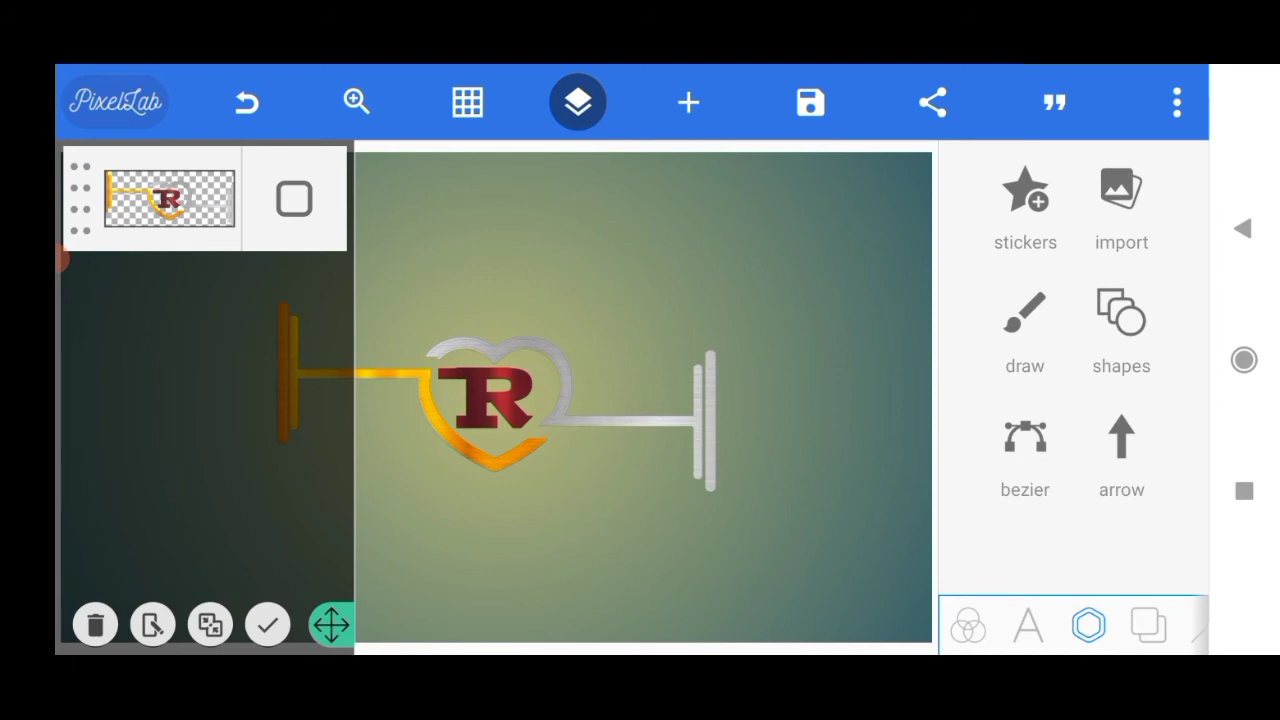 PixelLab
stickers import
R
draw shapes
bezier arrow